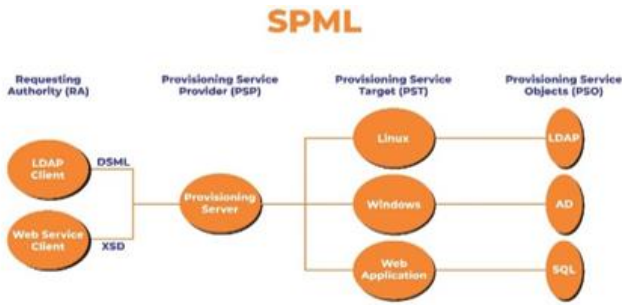 SPML
Requesting
Authority (RA)
Provisioning Service
Provider (PSP)
Provisioning Service
Target (PST)
Provisioning Service
Objects (PSO)
LDAP
Client
DSML
Web Service
Client
XSD
Provisioning
Server
Linux
Windows
Web
Application
LDAP
AD
SQL